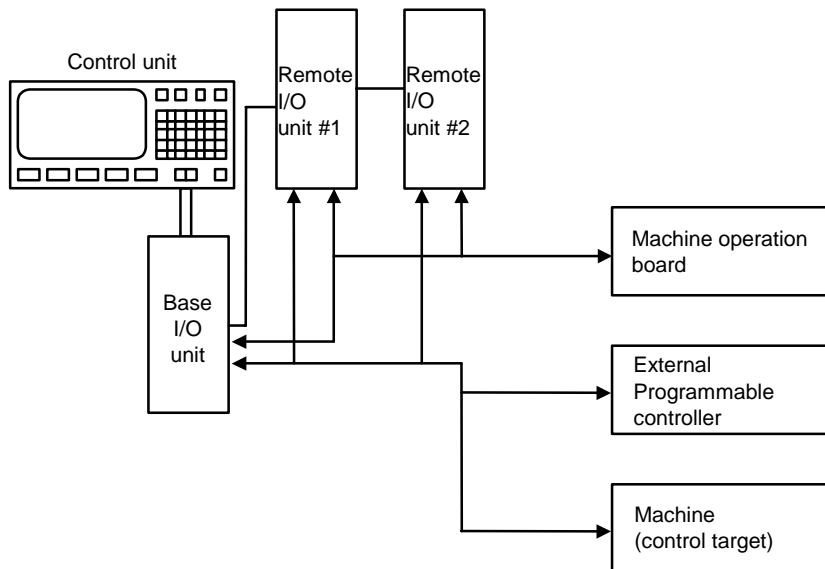 Control unit
Remote
I/O
unit #1
Remote
I/O
unit #2
Base
I/O
unit
Machine operation
board
External
Programmable
controller
Machine
(control target)